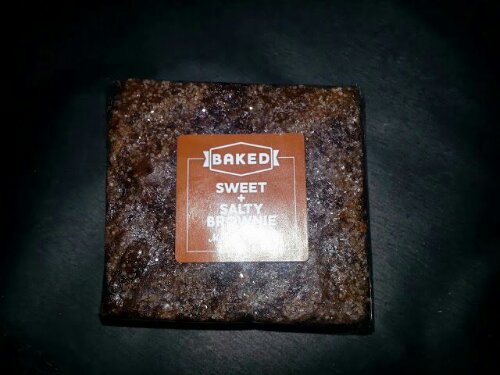 BAKED
SWEET
+
SALTY
BROWNIE